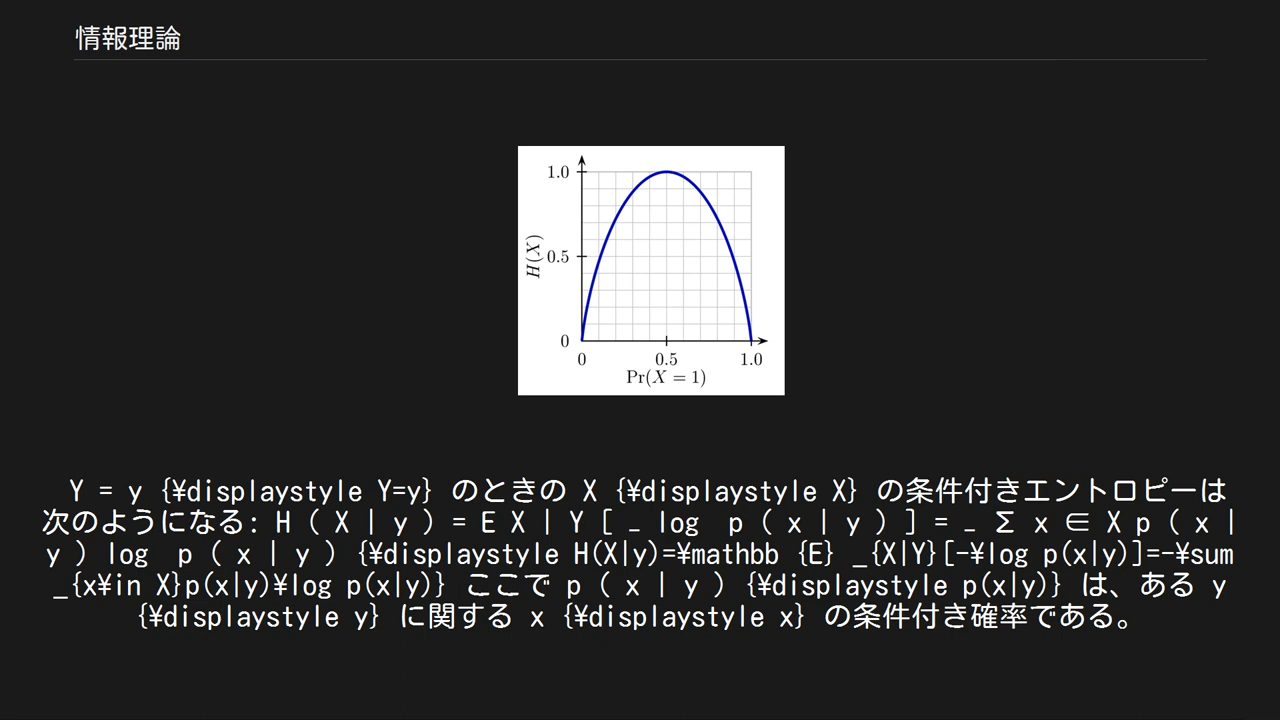 情報理論
1.0
0.5
0
H(X)
0 0.5 1.0
Pr(X = 1)
Y = y {¥displaystyle Y=y} のときの X {¥displaystyle X} の条件付きエントロピーは
次のようになる: H ( X | y ) = E X | Y [ − log p ( x | y ) ] = − Σ x ∈ X p ( x |
y ) log p ( x | y ) {¥displaystyle H(X|y)=¥mathbb {E} _{X|Y}[-¥log p(x|y)]=-¥sum
_{x¥in X}p(x|y)¥log p(x|y)} ここで p ( x | y ) {¥displaystyle p(x|y)} は、ある y
{¥displaystyle y} に関する x {¥displaystyle x} の条件付き確率である。